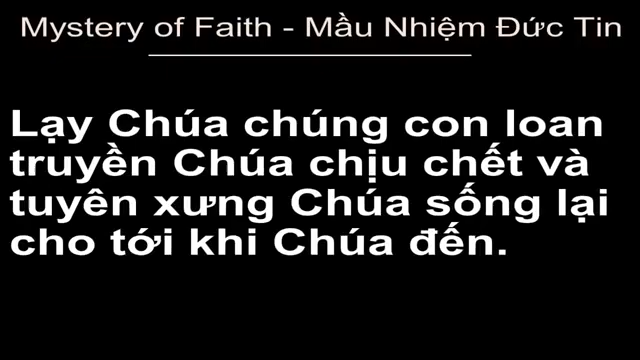 Mystery of Faith - Mầu Nhiệm Đức Tin
Lạy Chúa chúng con loan
truyền Chúa chịu chết và
tuyên xưng Chúa sống lại
cho tới khi Chúa đến.